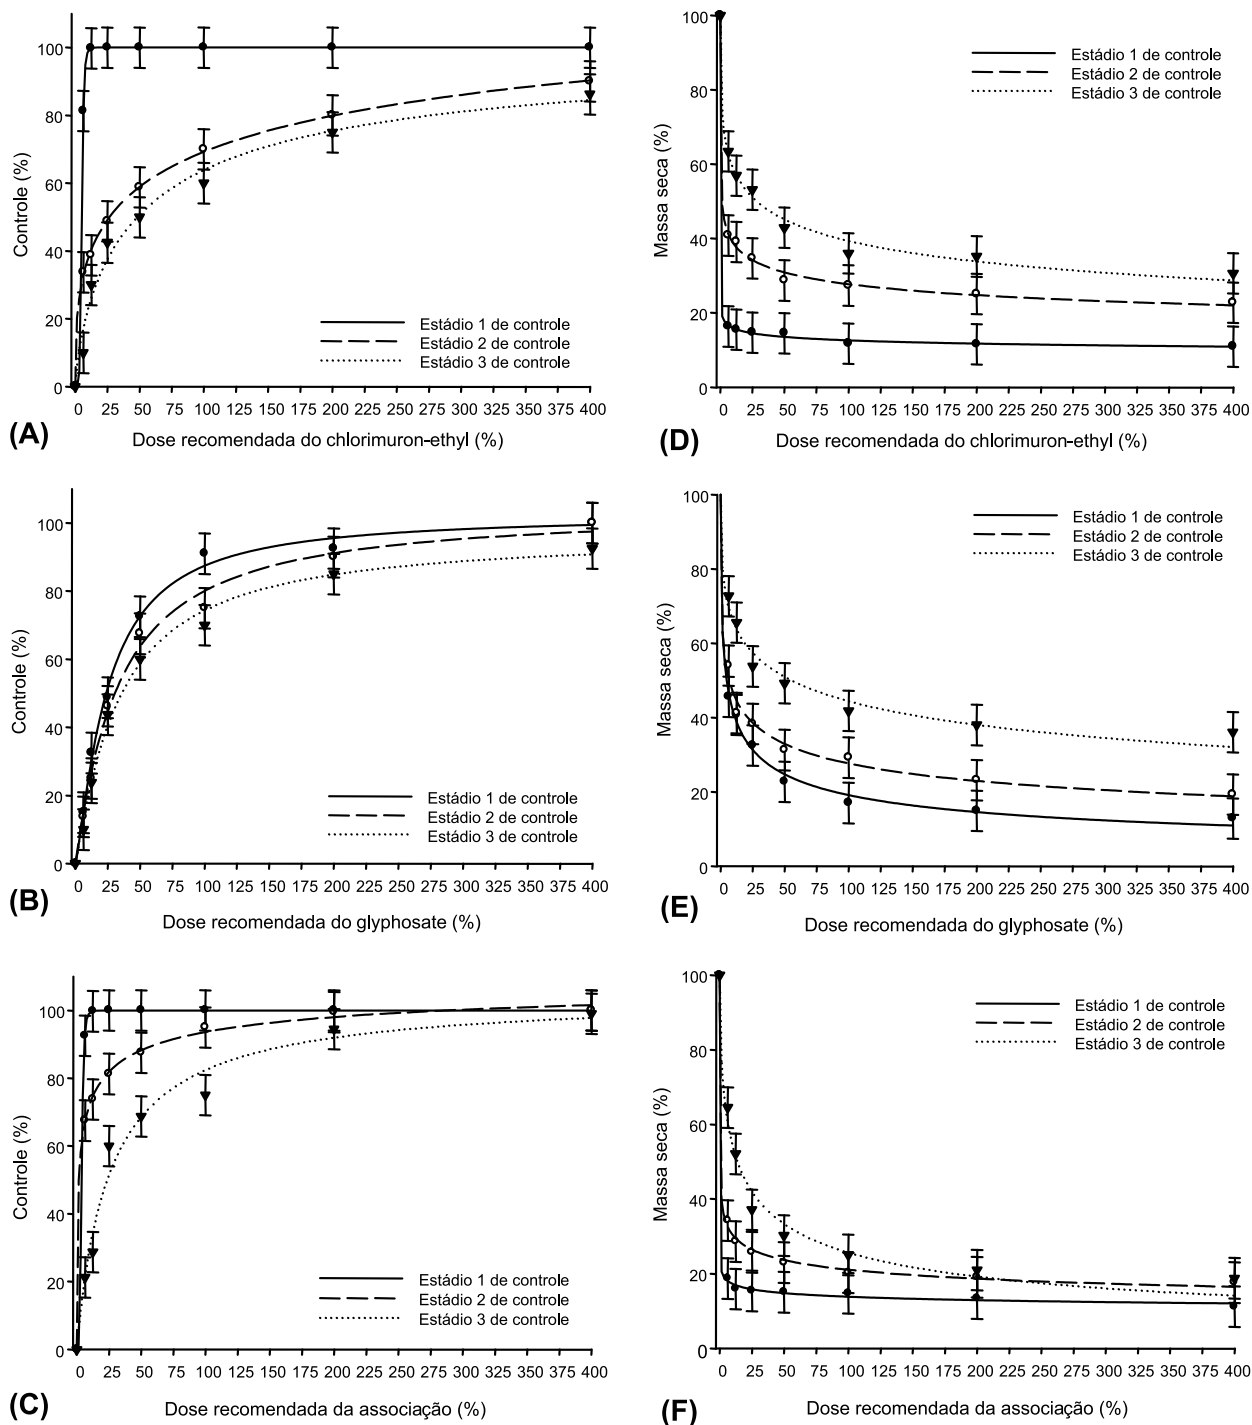 100
80
60
40
20
0
Controle (%)
Estádio 1 de controle
Estádio 2 de controle
Estádio 3 de controle
0 25 50 75 100 125 150 175 200 225 250 275 300 325 350 375 400
(A)
Dose recomendada do chlorimuron-ethyl (%)
100
80
60
40
20
0
Massa seca (%)
Estádio 1 de controle
Estádio 2 de controle
Estádio 3 de controle
0 25 50 75 100 125 150 175 200 225 250 275 300 325 350 375 400
(D)
Dose recomendada do chlorimuron-ethyl (%)
100
80
60
40
20
0
Controle (%)
Estádio 1 de controle
Estádio 2 de controle
Estádio 3 de controle
0 25 50 75 100 125 150 175 200 225 250 275 300 325 350 375 400
(B)
Dose recomendada do glyphosate (%)
100
80
60
40
20
0
Massa seca (%)
Estádio 1 de controle
Estádio 2 de controle
Estádio 3 de controle
0 25 50 75 100 125 150 175 200 225 250 275 300 325 350 375 400
(E)
Dose recomendada do glyphosate (%)
100
80
60
40
20
0
Controle (%)
Estádio 1 de controle
Estádio 2 de controle
Estádio 3 de controle
0 25 50 75 100 125 150 175 200 225 250 275 300 325 350 375 400
(C)
Dose recomendada da associação (%)
100
80
60
40
20
0
Massa seca (%)
Estádio 1 de controle
Estádio 2 de controle
Estádio 3 de controle
0 25 50 75 100 125 150 175 200 225 250 275 300 325 350 375 400
(F)
Dose recomendada da associação (%)